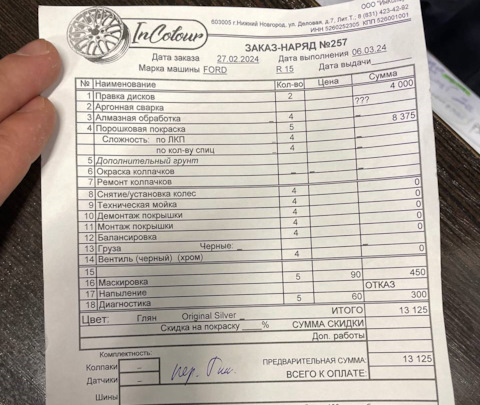 InColour
ООО "ИНКОЛ
603005 г.Нижний Новгород, ул. Деловая, д.7, Лит Т.; 8 (831) 423-42-92
ИНН 5260252305 КПП 526001001
ЗАКАЗ-НАРЯД №257
Дата заказа 27.02.2024 Дата выполнения 06.03.24
Марка машины FORD R 15 Дата выдачи
№ Наименование Кол-во Цена Сумма
1 Правка дисков 2 4 000
2 Аргонная сварка ???
3 Алмазная обработка _ 4 _ 8 375
4 Порошковая покраска 5
Сложность: по ЛКП _ 4 _
по кол-ву спиц _ 4 _
5 Дополнительный грунт
6 Окраска колпачков _ _ _
7 Ремонт колпачков 0
8 Снятие/установка колес 4 0
9 Техническая мойка 4 0
10 Демонтаж покрышки 4 0
11 Монтаж покрышки 4 0
12 Балансировка 4
13 Груза Черные: _ _
14 Вентиль (черный) (хром) 4 0
15
16 Маскировка 5 90 450
17 Напыление ОТКАЗ
18 Диагностика 5 60 300
Цвет: Глян Original Silver _ ИТОГО 13 125
Скидка на покраску ____% СУММА СКИДКИ
Доп. работы
Комплектность:
Колпаки -
Датчики -
Шины
ПРЕДВАРИТЕЛЬНАЯ СУММА: 13 125
ВСЕГО К ОПЛАТЕ: